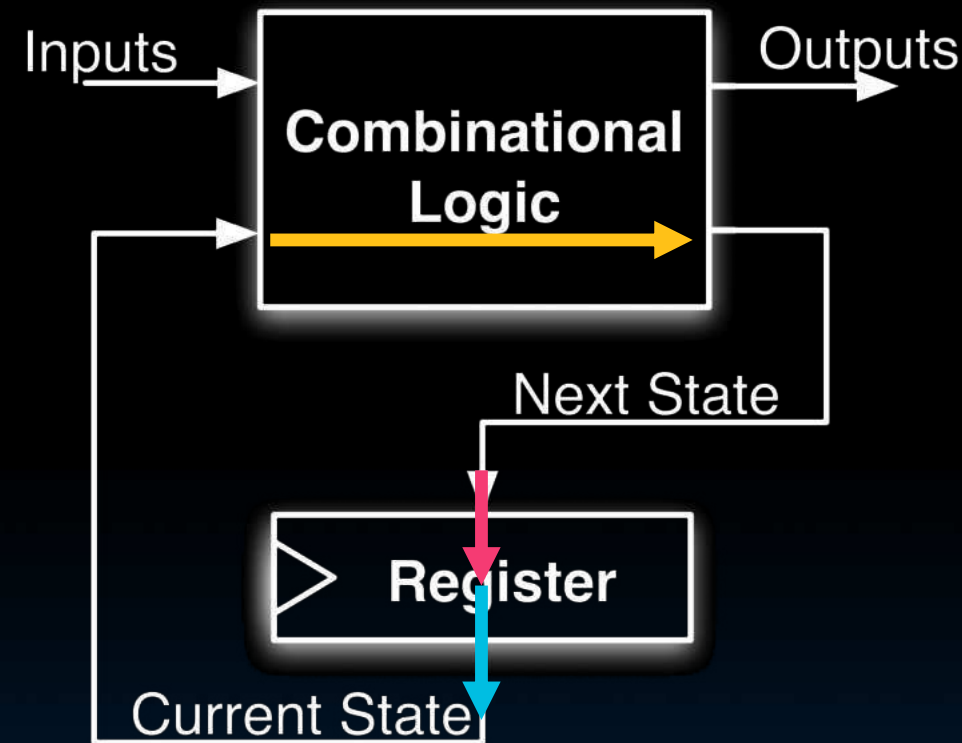 Inputs
Outputs
Combinational
Logic
Next State
Register
Current State